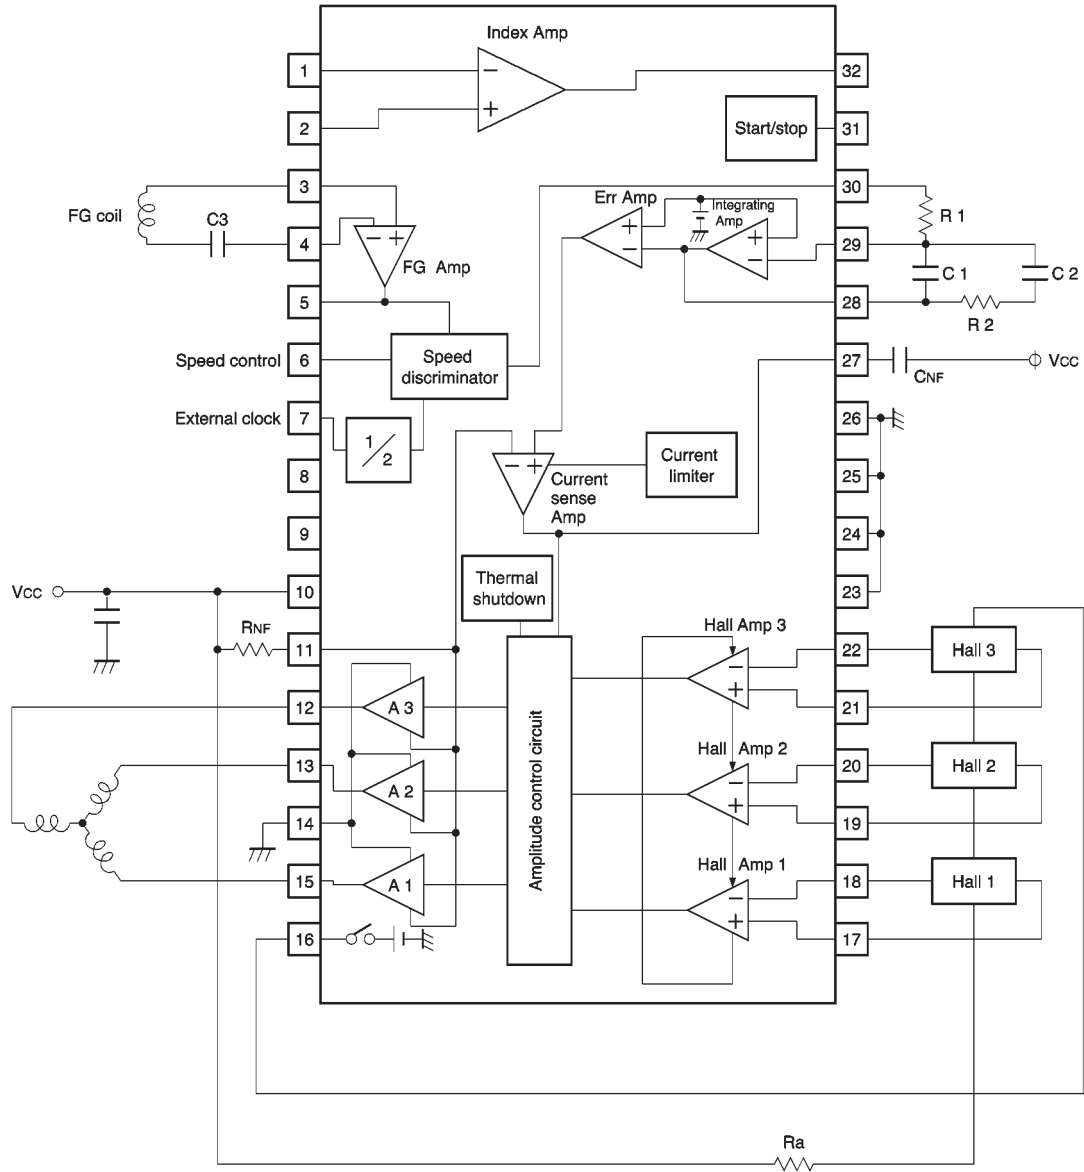 Index Amp
1
−
32
2
+
Start/stop
31
3
30
Err Amp
Integrating
Amp
FG coil
C3
R 1
4
− +
+
−
+
−
29
FG Amp
C 1
C 2
5
28
R 2
Speed control
6
Speed
discriminator
27
CNF
VCC
External clock
7
1/2
26
− +
Current
limiter
8
Current
sense
Amp
25
9
24
VCC
10
Thermal
shutdown
23
RNF
11
Hall Amp 3
−
+
22
Hall 3
12
A 3
21
Amplitude control circuit
13
A 2
Hall Amp 2
−
+
20
Hall 2
14
19
15
A 1
Hall Amp 1
−
+
18
Hall 1
16
17
Ra